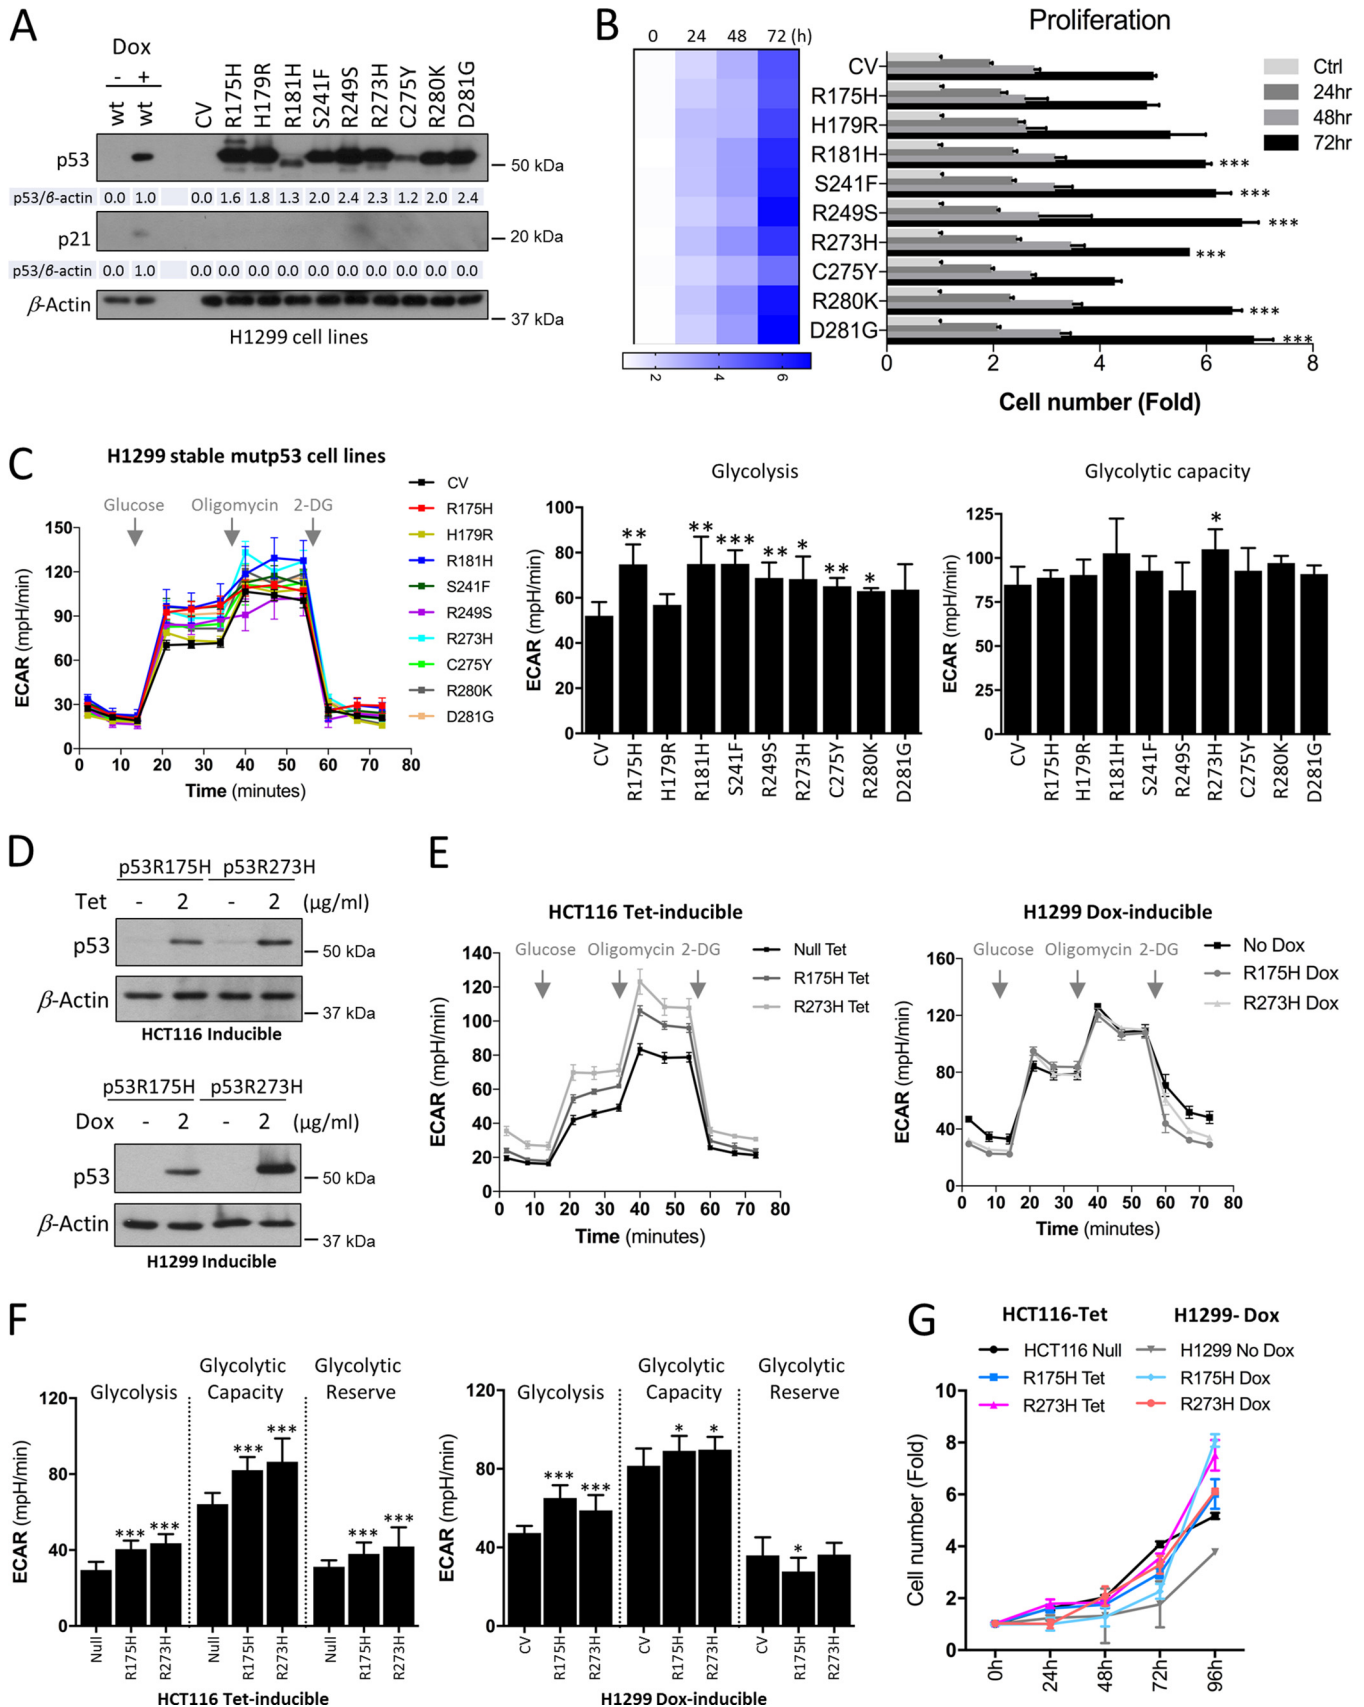 A
Dox
- +
wt wt CV R175H H179R R181H S241F R249S R273H C275Y R280K D281G
p53
50 kDa
p53/β-actin 0.0 1.0 0.0 1.6 1.8 1.3 2.0 2.4 2.3 1.2 2.0 2.4
p21
20 kDa
p53/β-actin 0.0 1.0 0.0 0.0 0.0 0.0 0.0 0.0 0.0 0.0 0.0 0.0
β-Actin
37 kDa
H1299 cell lines
B
0 24 48 72 (h)
2 4 6
Proliferation
CV
R175H
H179R
R181H ***
S241F ***
R249S ***
R273H ***
C275Y
R280K ***
D281G ***
0 2 4 6 8
Cell number (Fold)
Ctrl
24hr
48hr
72hr
C
H1299 stable mutp53 cell lines
Glucose Oligomycin 2-DG
ECAR (mpH/min)
150
120
90
60
30
0
0 10 20 30 40 50 60 70 80
Time (minutes)
CV
R175H
H179R
R181H
S241F
R249S
R273H
C275Y
R280K
D281G
Glycolysis
ECAR (mpH/min)
100
80
60
40
20
0
** ** *** ** * ** *
CV R175H H179R R181H S241F R249S R273H C275Y R280K D281G
Glycolytic capacity
ECAR (mpH/min)
125
100
75
50
25
0
*
CV R175H H179R R181H S241F R249S R273H C275Y R280K D281G
D
p53R175H p53R273H
Tet - 2 - 2 (μg/ml)
p53
50 kDa
β-Actin
37 kDa
HCT116 Inducible
p53R175H p53R273H
Dox - 2 - 2 (μg/ml)
p53
50 kDa
β-Actin
37 kDa
H1299 Inducible
E
HCT116 Tet-inducible
Glucose Oligomycin 2-DG
ECAR (mpH/min)
140
120
100
80
60
40
20
0
0 10 20 30 40 50 60 70 80
Time (minutes)
Null Tet
R175H Tet
R273H Tet
H1299 Dox-inducible
Glucose Oligomycin 2-DG
ECAR (mpH/min)
160
120
80
40
0
0 10 20 30 40 50 60 70 80
Time (minutes)
No Dox
R175H Dox
R273H Dox
F
Glycolysis
Glycolytic
Capacity
Glycolytic
Reserve
ECAR (mpH/min)
120
80
40
0
*** *** *** *** *** ***
Null R175H R273H Null R175H R273H Null R175H R273H
HCT116 Tet-inducible
Glycolysis
Glycolytic
Capacity
Glycolytic
Reserve
ECAR (mpH/min)
120
80
40
0
*** *** * * *
CV R175H R273H CV R175H R273H CV R175H R273H
H1299 Dox-inducible
G
HCT116-Tet H1299- Dox
HCT116 Null H1299 No Dox
R175H Tet R175H Dox
R273H Tet R273H Dox
Cell number (Fold)
10
8
6
4
2
0
0h 24h 48h 72h 96h